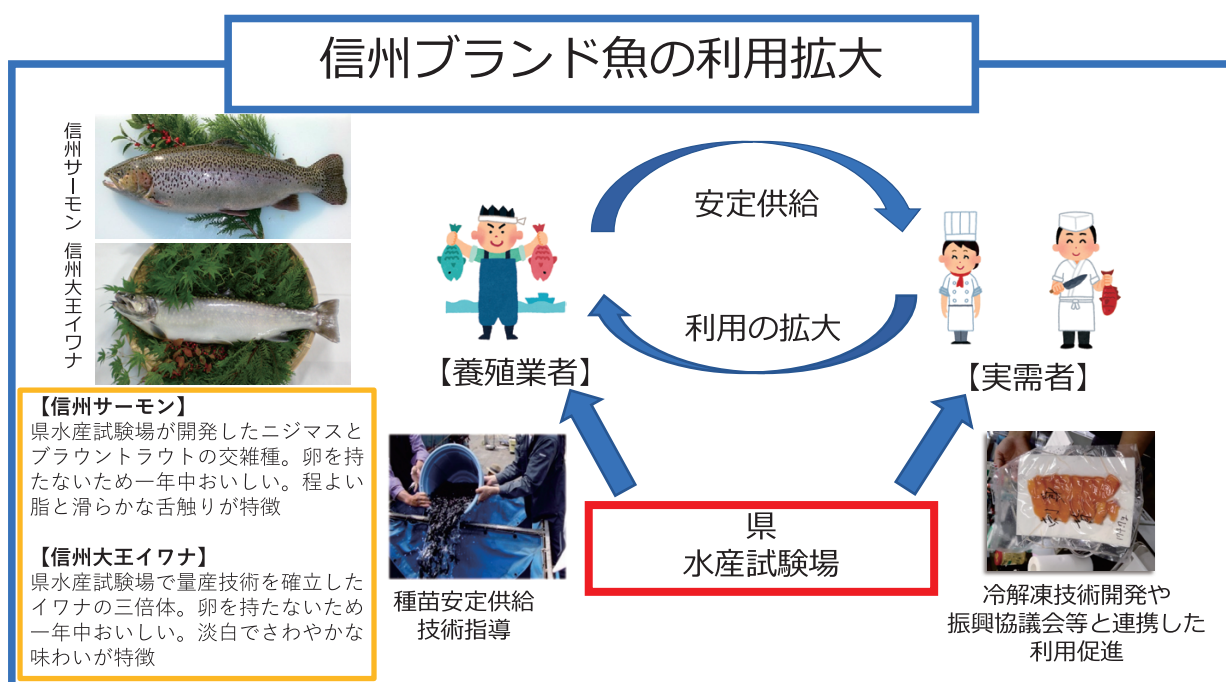 信州ブランド魚の利用拡大
信州サーモン
信州大王イワナ
安定供給
利用の拡大
【養殖業者】
【実需者】
【信州サーモン】
県水産試験場が開発したニジマスと
ブラウントラウトの交雑種。卵を持
たないため一年中おいしい。程よい
脂と滑らかな舌触りが特徴
【信州大王イワナ】
県水産試験場で量産技術を確立した
イワナの三倍体。卵を持たないため
一年中おいしい。淡白でさわやかな
味わいが特徴
種苗安定供給
技術指導
県
水産試験場
冷解凍技術開発や
振興協議会等と連携した
利用促進